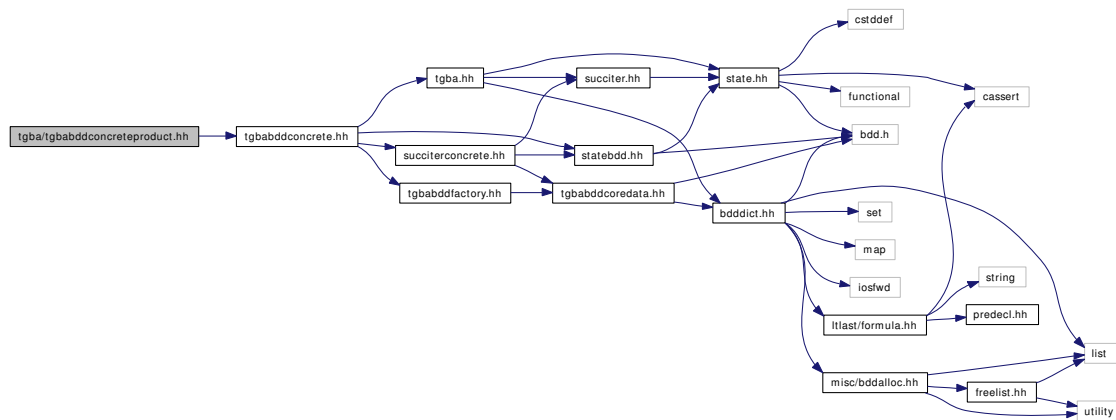 cstddef
tgba.hh
succiter.hh
state.hh
functional
cassert
tgba/tgbabddconcreteproduct.hh
tgbabddconcrete.hh
bdd.h
succiterconcrete.hh
statebdd.hh
tgbabddfactory.hh
tgbabddcoredata.hh
bdddict.hh
set
map
string
iosfwd
ltlast/formula.hh
predecl.hh
list
misc/bddalloc.hh
freelist.hh
utility